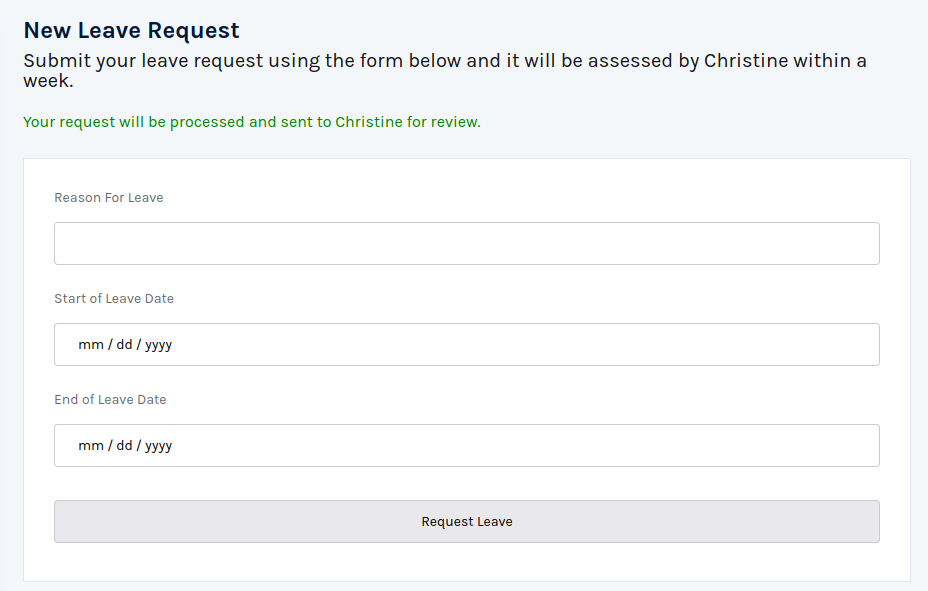 New Leave Request
Submit your leave request using the form below and it will be assessed by Christine within a
week.
Your request will be processed and sent to Christine for review.
Reason For Leave
Start of Leave Date
mm / dd / yyyy
End of Leave Date
mm / dd / yyyy
Request Leave